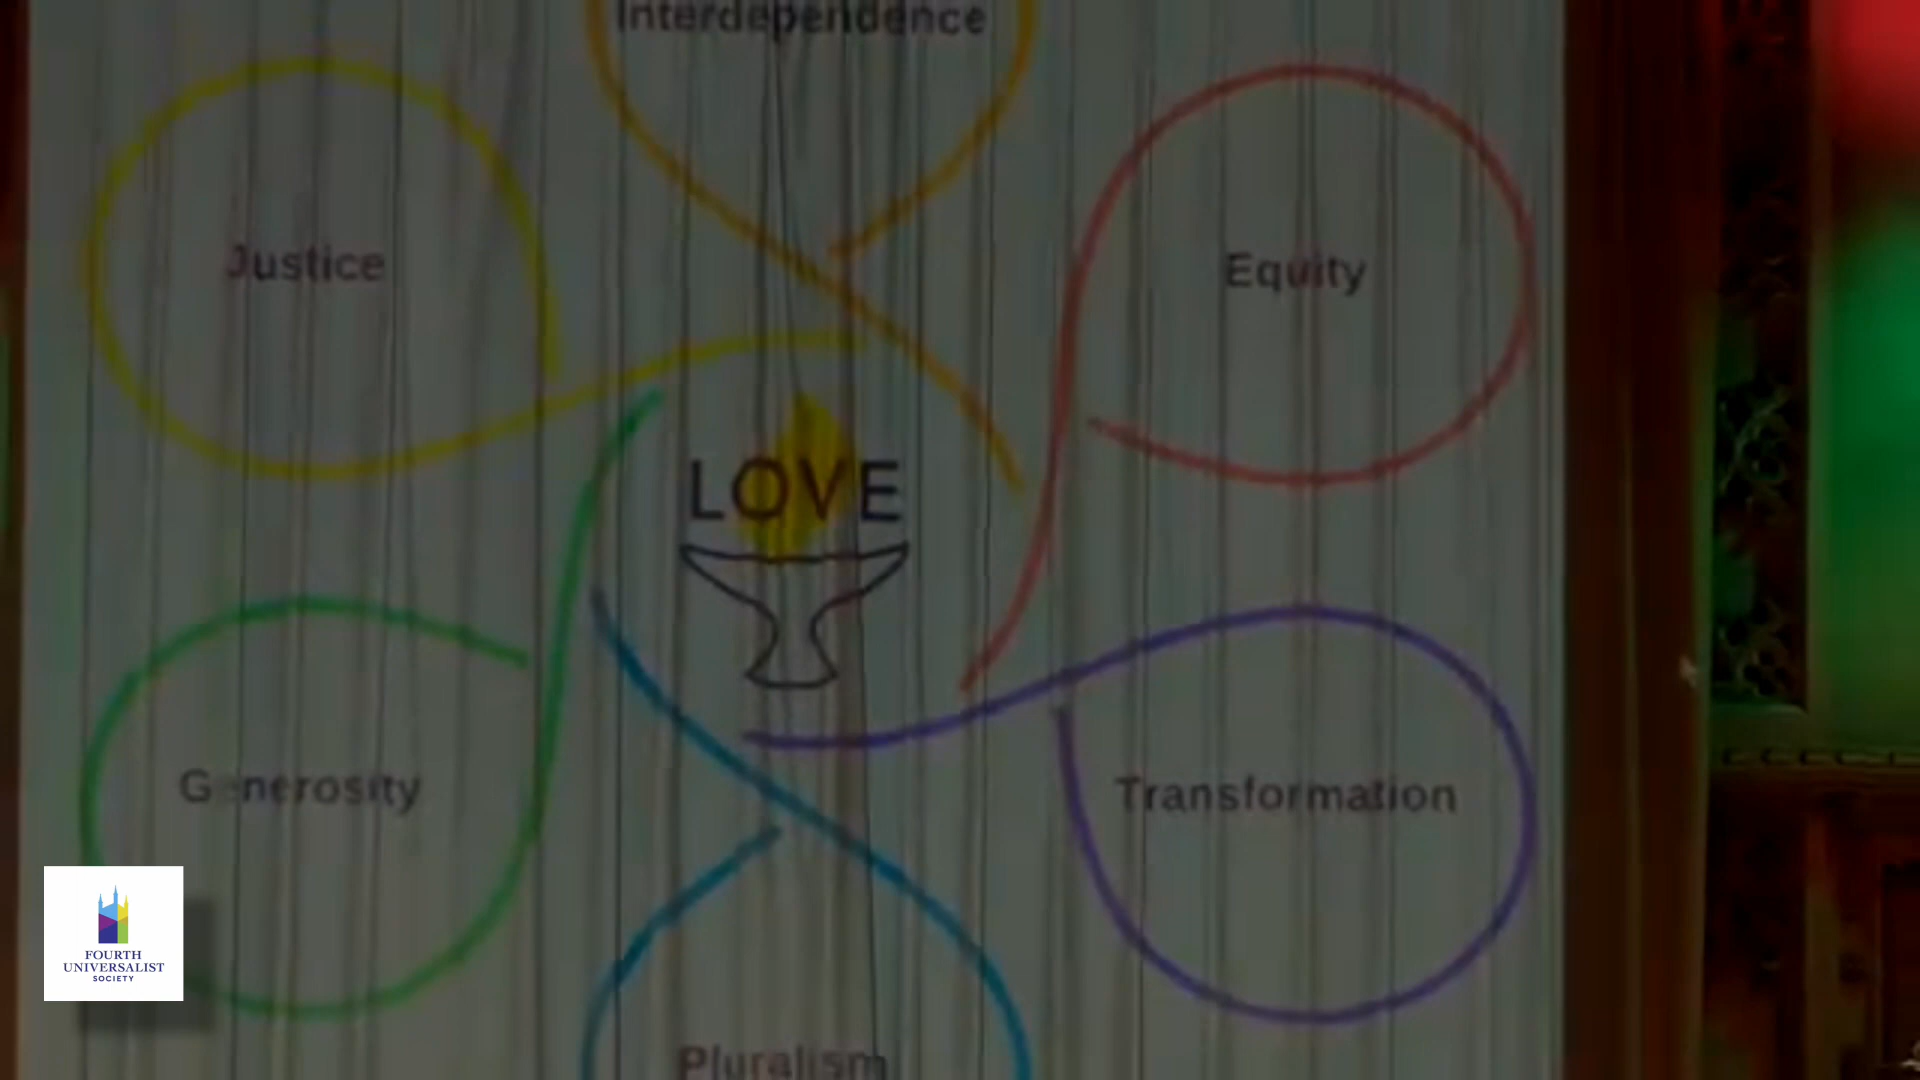 Interdependence
Justice
Equity
LOVE
Generosity
Transformation
Pluralism
FOURTH
UNIVERSALIST
SOCIETY